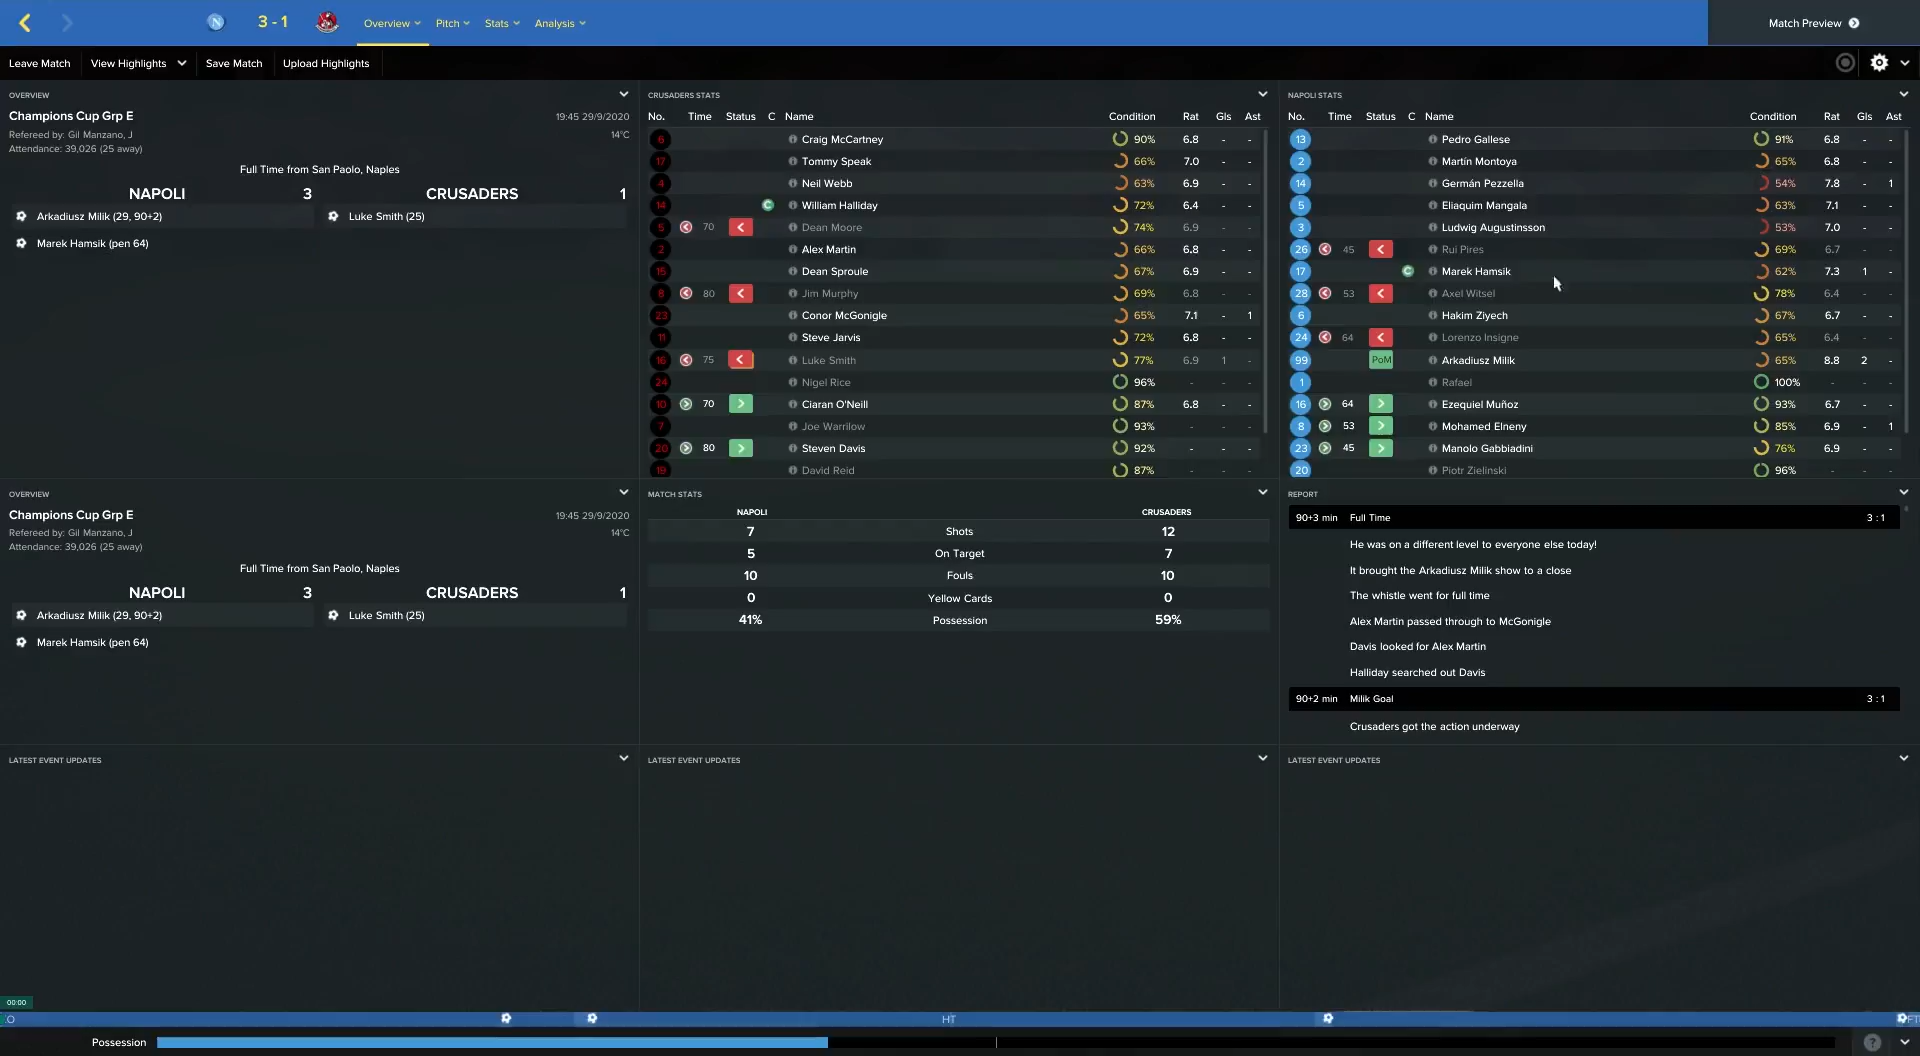 3 - 1 Overview Pitch Stats Analysis Match Preview
Leave Match View Highlights Save Match Upload Highlights
OVERVIEW
Champions Cup Grp E 19:45 29/9/2020
Refereed by: Gil Manzano, J 14°C
Attendance: 39,026 (25 away)
Full Time from San Paolo, Naples
NAPOLI 3 CRUSADERS 1
Arkadiusz Milik (29, 90+2) Luke Smith (25)
Marek Hamsik (pen 64)
CRUSADERS STATS
No. Time Status C Name Condition Rat Gls Ast
6 Craig McCartney 90% 6.8 - -
17 Tommy Speak 66% 7.0 - -
4 Neil Webb 63% 6.9 - -
14 C William Halliday 72% 6.4 - -
5 70 Dean Moore 74% 6.9 - -
2 Alex Martin 66% 6.8 - -
15 Dean Sproule 67% 6.9 - -
8 80 Jim Murphy 69% 6.8 - -
23 Conor McGonigle 65% 7.1 - 1
11 Steve Jarvis 72% 6.8 - -
16 75 Luke Smith 77% 6.9 1 -
24 Nigel Rice 96% - - -
10 70 Ciaran O'Neill 87% 6.8 - -
7 Joe Warrilow 93% - - -
20 80 Steven Davis 92% - - -
19 David Reid 87% - - -
NAPOLI STATS
No. Time Status C Name Condition Rat Gls Ast
13 Pedro Gallese 91% 6.8 - -
2 Martín Montoya 65% 6.8 - -
14 Germán Pezzella 54% 7.8 - 1
5 Eliaquim Mangala 63% 7.1 - -
3 Ludwig Augustinsson 53% 7.0 - -
26 45 Rui Pires 69% 6.7 - -
17 C Marek Hamsik 62% 7.3 1 -
28 53 Axel Witsel 78% 6.4 - -
6 Hakim Ziyech 67% 6.7 - -
24 64 Lorenzo Insigne 65% 6.4 - -
99 PoM Arkadiusz Milik 65% 8.8 2 -
1 Rafael 100% - - -
16 64 Ezequiel Muñoz 93% 6.7 - -
8 53 Mohamed Elneny 85% 6.9 - 1
23 45 Manolo Gabbiadini 76% 6.9 - -
20 Piotr Zielinski 96% - - -
OVERVIEW
Champions Cup Grp E 19:45 29/9/2020
Refereed by: Gil Manzano, J 14°C
Attendance: 39,026 (25 away)
Full Time from San Paolo, Naples
NAPOLI 3 CRUSADERS 1
Arkadiusz Milik (29, 90+2) Luke Smith (25)
Marek Hamsik (pen 64)
MATCH STATS
NAPOLI CRUSADERS
7 Shots 12
5 On Target 7
10 Fouls 10
0 Yellow Cards 0
41% Possession 59%
REPORT
90+3 min Full Time 3 : 1
He was on a different level to everyone else today!
It brought the Arkadiusz Milik show to a close
The whistle went for full time
Alex Martin passed through to McGonigle
Davis looked for Alex Martin
Halliday searched out Davis
90+2 min Milik Goal 3 : 1
Crusaders got the action underway
LATEST EVENT UPDATES
LATEST EVENT UPDATES
LATEST EVENT UPDATES
00:00
HT FT
Possession